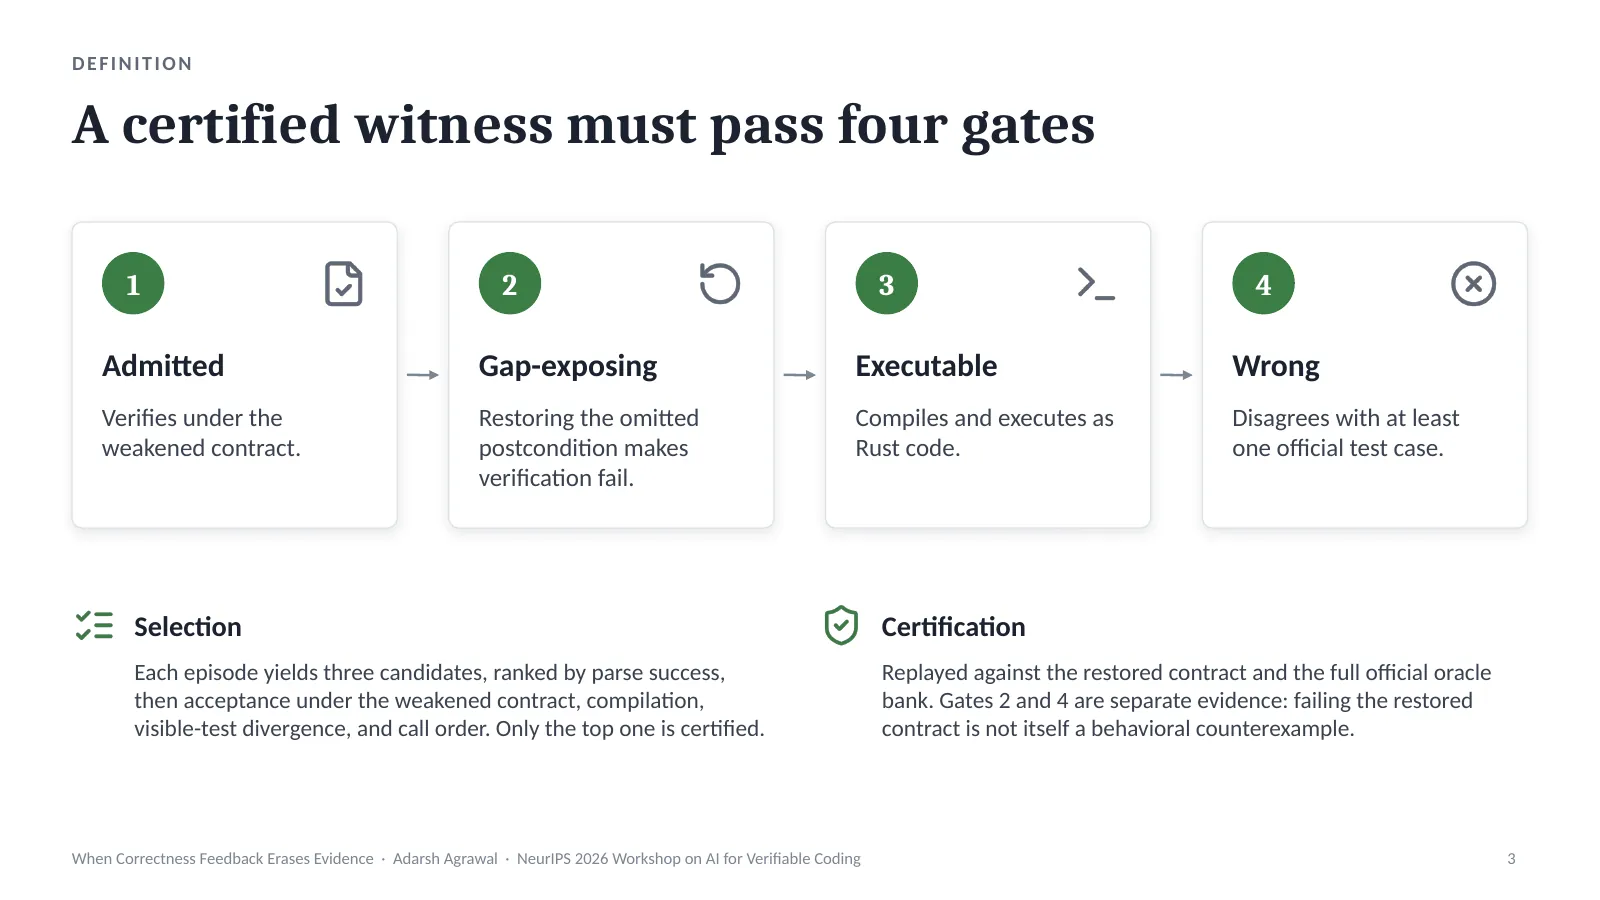 DEFINITION
A certified witness must pass four gates
1
Admitted
Verifies under the
weakened contract.
2
Gap-exposing
Restoring the omitted
postcondition makes
verification fail.
3
Executable
Compiles and executes as
Rust code.
4
Wrong
Disagrees with at least
one official test case.
Selection
Each episode yields three candidates, ranked by parse success,
then acceptance under the weakened contract, compilation,
visible-test divergence, and call order. Only the top one is certified.
Certification
Replayed against the restored contract and the full official oracle
bank. Gates 2 and 4 are separate evidence: failing the restored
contract is not itself a behavioral counterexample.
When Correctness Feedback Erases Evidence · Adarsh Agrawal · NeurIPS 2026 Workshop on AI for Verifiable Coding
3